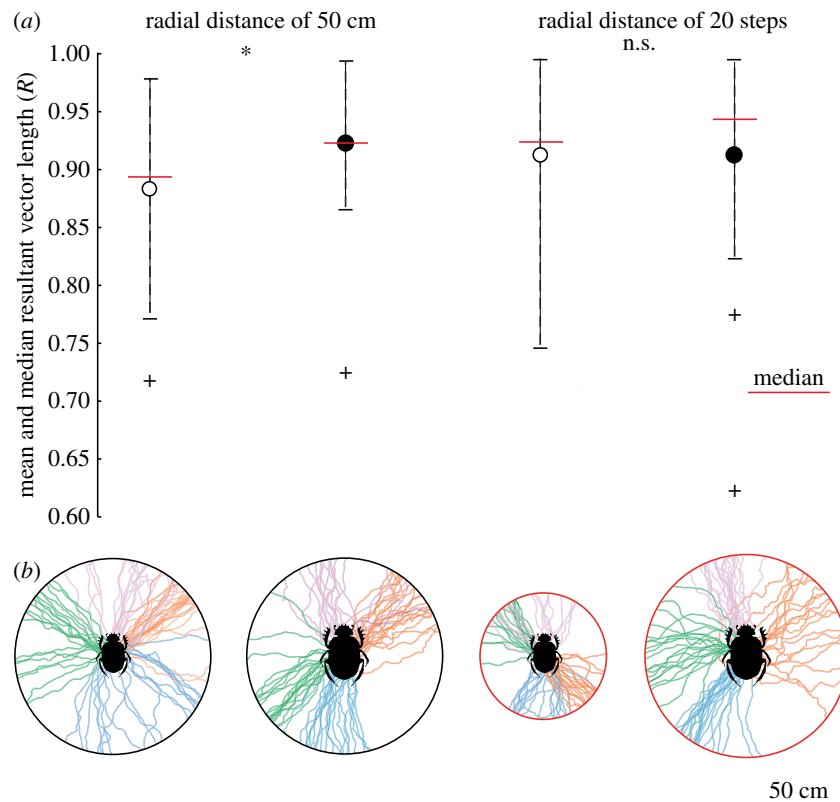 (a)
radial distance of 50 cm
radial distance of 20 steps
*
n.s.
mean and median resultant vector length (R)
1.00
0.95
0.90
0.85
0.80
0.75
0.70
0.65
0.60
median
(b)
50 cm